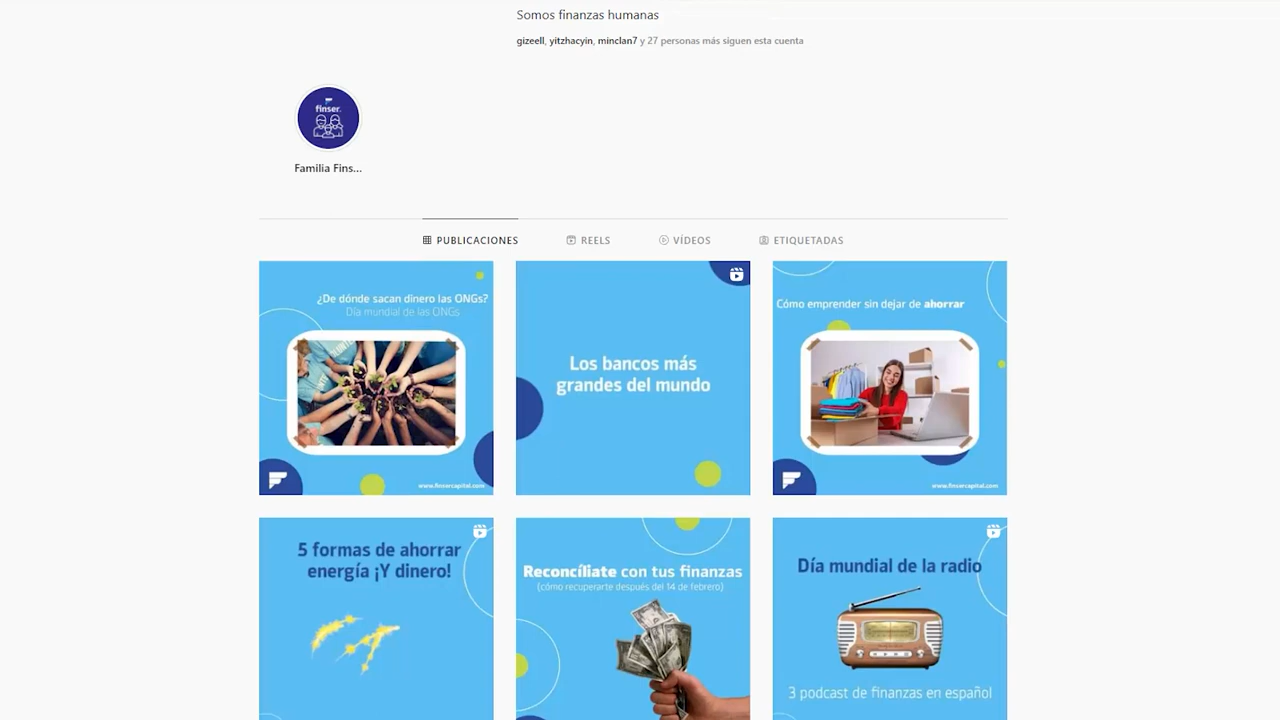 Somos finanzas humanas
gizeell, yitzhacyin, minclan7 y 27 personas más siguen esta cuenta
finser.
Familia Fins...
PUBLICACIONES
REELS
VÍDEOS
ETIQUETADAS
¿De dónde sacan dinero las ONGs?
Día mundial de las ONGs
www.finsercapital.com
Los bancos más
grandes del mundo
Cómo emprender sin dejar de ahorrar
www.finsercapital.com
5 formas de ahorrar
energía ¡Y dinero!
Reconcíliate con tus finanzas
(cómo recuperarte después del 14 de febrero)
Día mundial de la radio
3 podcast de finanzas en español